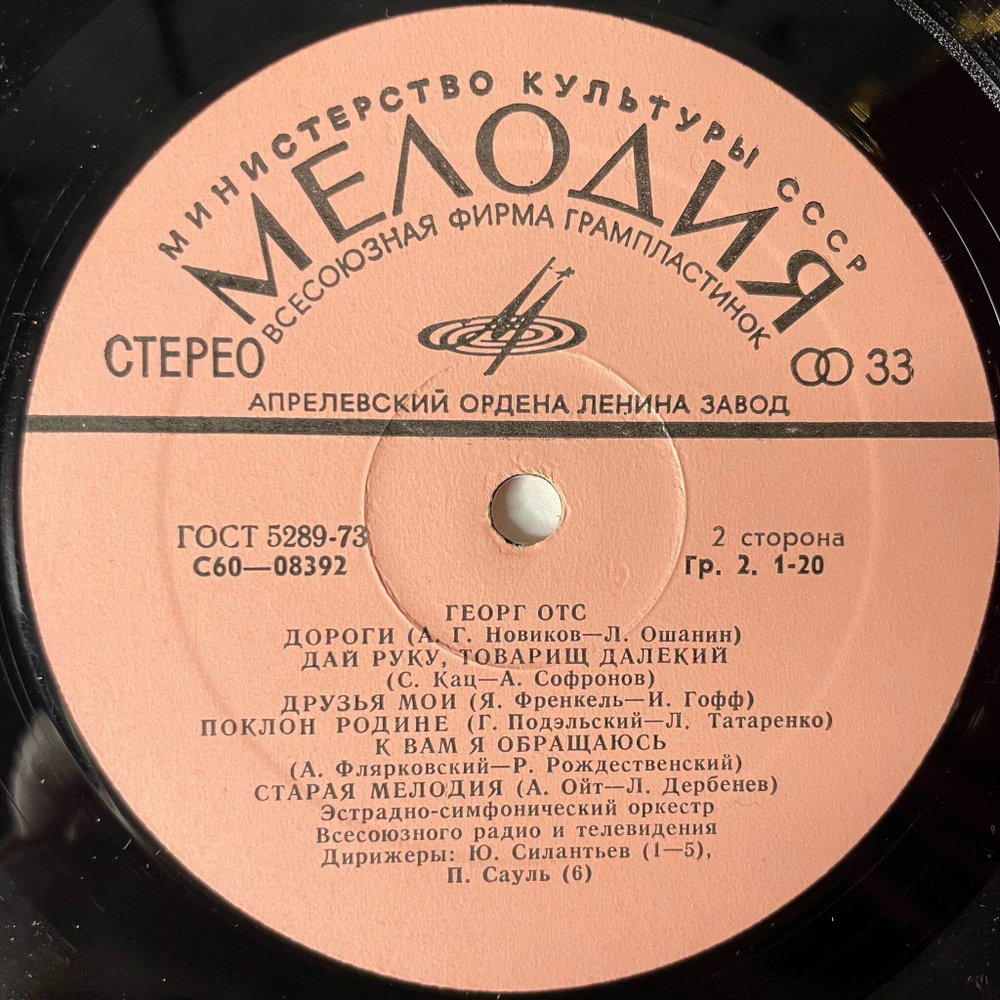 МИНИСТЕРСТВО КУЛЬТУРЫ СССР
МЕЛОДИЯ
ВСЕСОЮЗНАЯ ФИРМА ГРАМПЛАСТИНОК
СТЕРЕО
33
АПРЕЛЕВСКИЙ ОРДЕНА ЛЕНИНА ЗАВОД
ГОСТ 5289-73
2 сторона
С60—08392
Гр. 2. 1-20
ГЕОРГ ОТС
ДОРОГИ (А. Г. Новиков—Л. Ошанин)
ДАЙ РУКУ, ТОВАРИЩ ДАЛЕКИЙ
(С. Кац—А. Софронов)
ДРУЗЬЯ МОИ (Я. Френкель—И. Гофф)
ПОКЛОН РОДИНЕ (Г. Подэльский—Л. Татаренко)
К ВАМ Я ОБРАЩАЮСЬ
(А. Флярковский—Р. Рождественский)
СТАРАЯ МЕЛОДИЯ (А. Ойт—Л. Дербенев)
Эстрадно-симфонический оркестр
Всесоюзного радио и телевидения
Дирижеры: Ю. Силантьев (1—5),
П. Сауль (6)